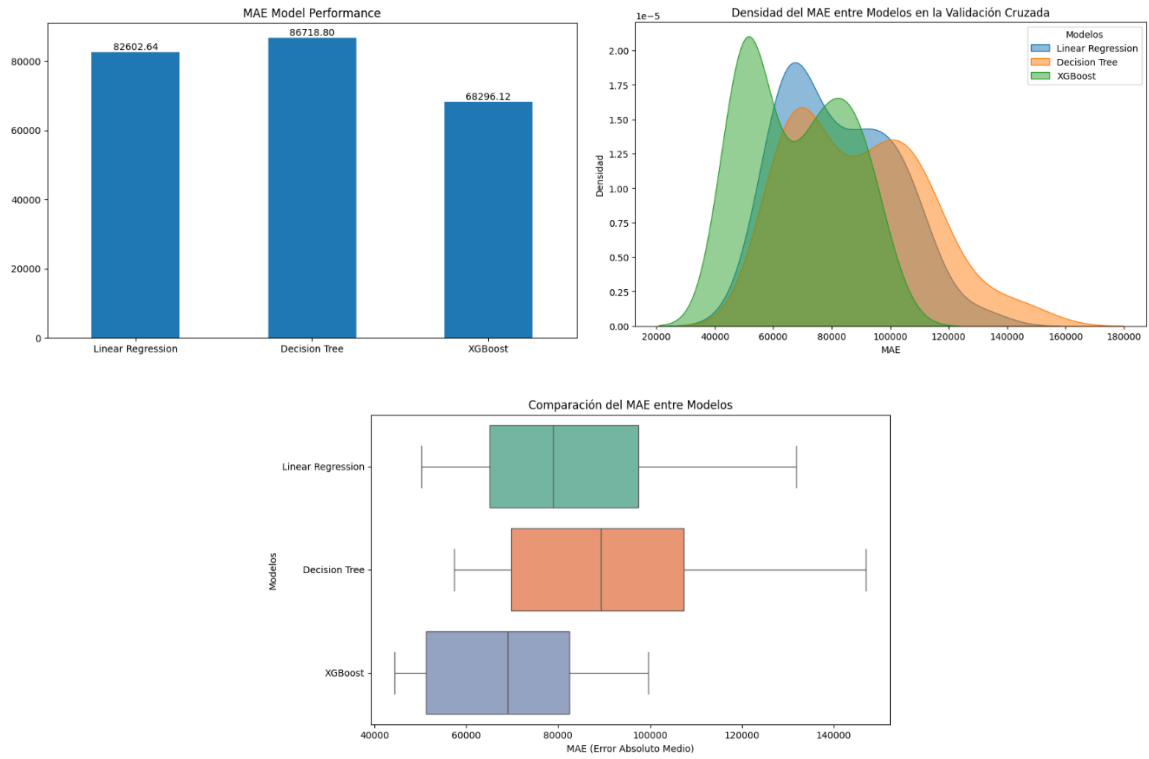 MAE Model Performance
82602.64
86718.80
68296.12
80000
60000
40000
20000
0
Linear Regression
Decision Tree
XGBoost
Densidad del MAE entre Modelos en la Validación Cruzada
1e−5
Modelos
Linear Regression
Decision Tree
XGBoost
Densidad
2.00
1.75
1.50
1.25
1.00
0.75
0.50
0.25
0.00
20000 40000 60000 80000 100000 120000 140000 160000 180000
MAE
Comparación del MAE entre Modelos
Modelos
Linear Regression
Decision Tree
XGBoost
40000 60000 80000 100000 120000 140000
MAE (Error Absoluto Medio)